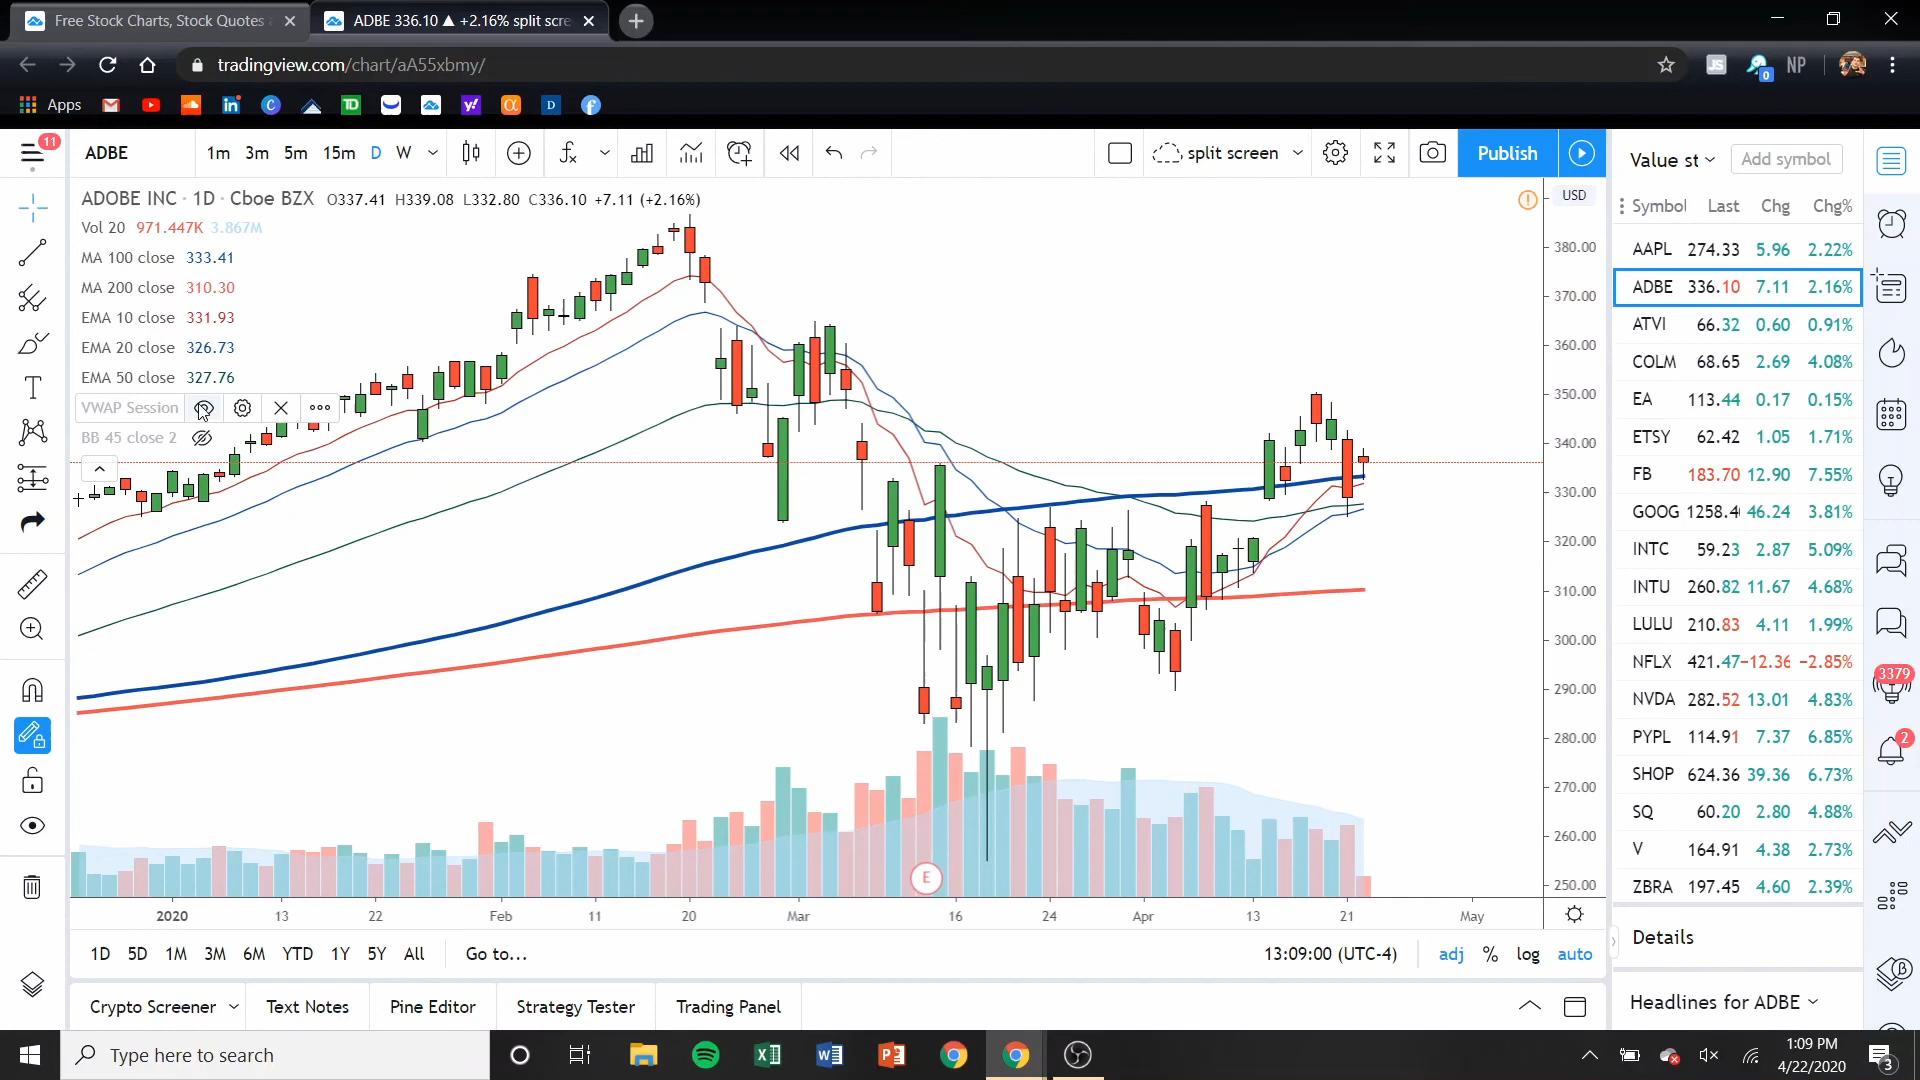 Free Stock Charts, Stock Quotes
ADBE 336.10 ▲ +2.16% split scre
tradingview.com/chart/aA55xbmy/
JS
0
NP
Apps
TD
D
11
ADBE
1m 3m 5m 15m D W
split screen
Publish
ADOBE INC · 1D · Cboe BZX O337.41 H339.08 L332.80 C336.10 +7.11 (+2.16%)
Vol 20 971.447K 3.867M
MA 100 close 333.41
MA 200 close 310.30
EMA 10 close 331.93
EMA 20 close 326.73
EMA 50 close 327.76
VWAP Session
BB 45 close 2
USD
380.00
370.00
360.00
350.00
340.00
330.00
320.00
310.00
300.00
290.00
280.00
270.00
260.00
250.00
E
2020 13 22 Feb 11 20 Mar 16 24 Apr 13 21 May
1D 5D 1M 3M 6M YTD 1Y 5Y All Go to...
13:09:00 (UTC-4) adj % log auto
Crypto Screener Text Notes Pine Editor Strategy Tester Trading Panel
Value st
Add symbol
Symbol Last Chg Chg%
AAPL 274.33 5.96 2.22%
ADBE 336.10 7.11 2.16%
ATVI 66.32 0.60 0.91%
COLM 68.65 2.69 4.08%
EA 113.44 0.17 0.15%
ETSY 62.42 1.05 1.71%
FB 183.70 12.90 7.55%
GOOG 1258.4 46.24 3.81%
INTC 59.23 2.87 5.09%
INTU 260.82 11.67 4.68%
LULU 210.83 4.11 1.99%
NFLX 421.47 −12.36 −2.85%
NVDA 282.52 13.01 4.83%
PYPL 114.91 7.37 6.85%
SHOP 624.36 39.36 6.73%
SQ 60.20 2.80 4.88%
V 164.91 4.38 2.73%
ZBRA 197.45 4.60 2.39%
Details
Headlines for ADBE
3379
2
Type here to search
1:09 PM
4/22/2020
3